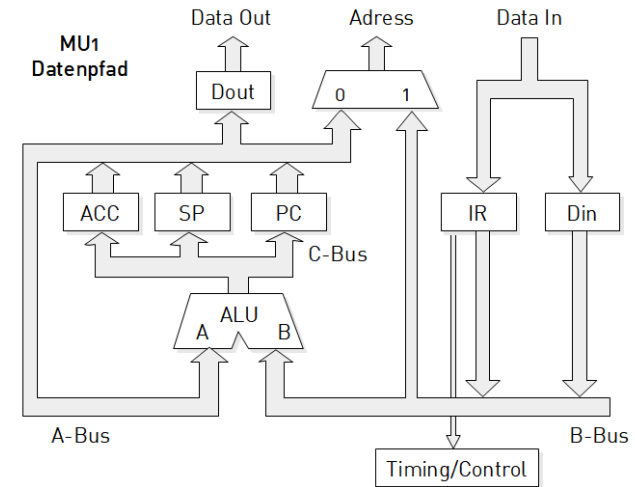 Data Out
Adress
Data In
MU1
Datenpfad
Dout
0
1
ACC
SP
PC
IR
Din
C-Bus
ALU
A
B
A-Bus
B-Bus
Timing/Control